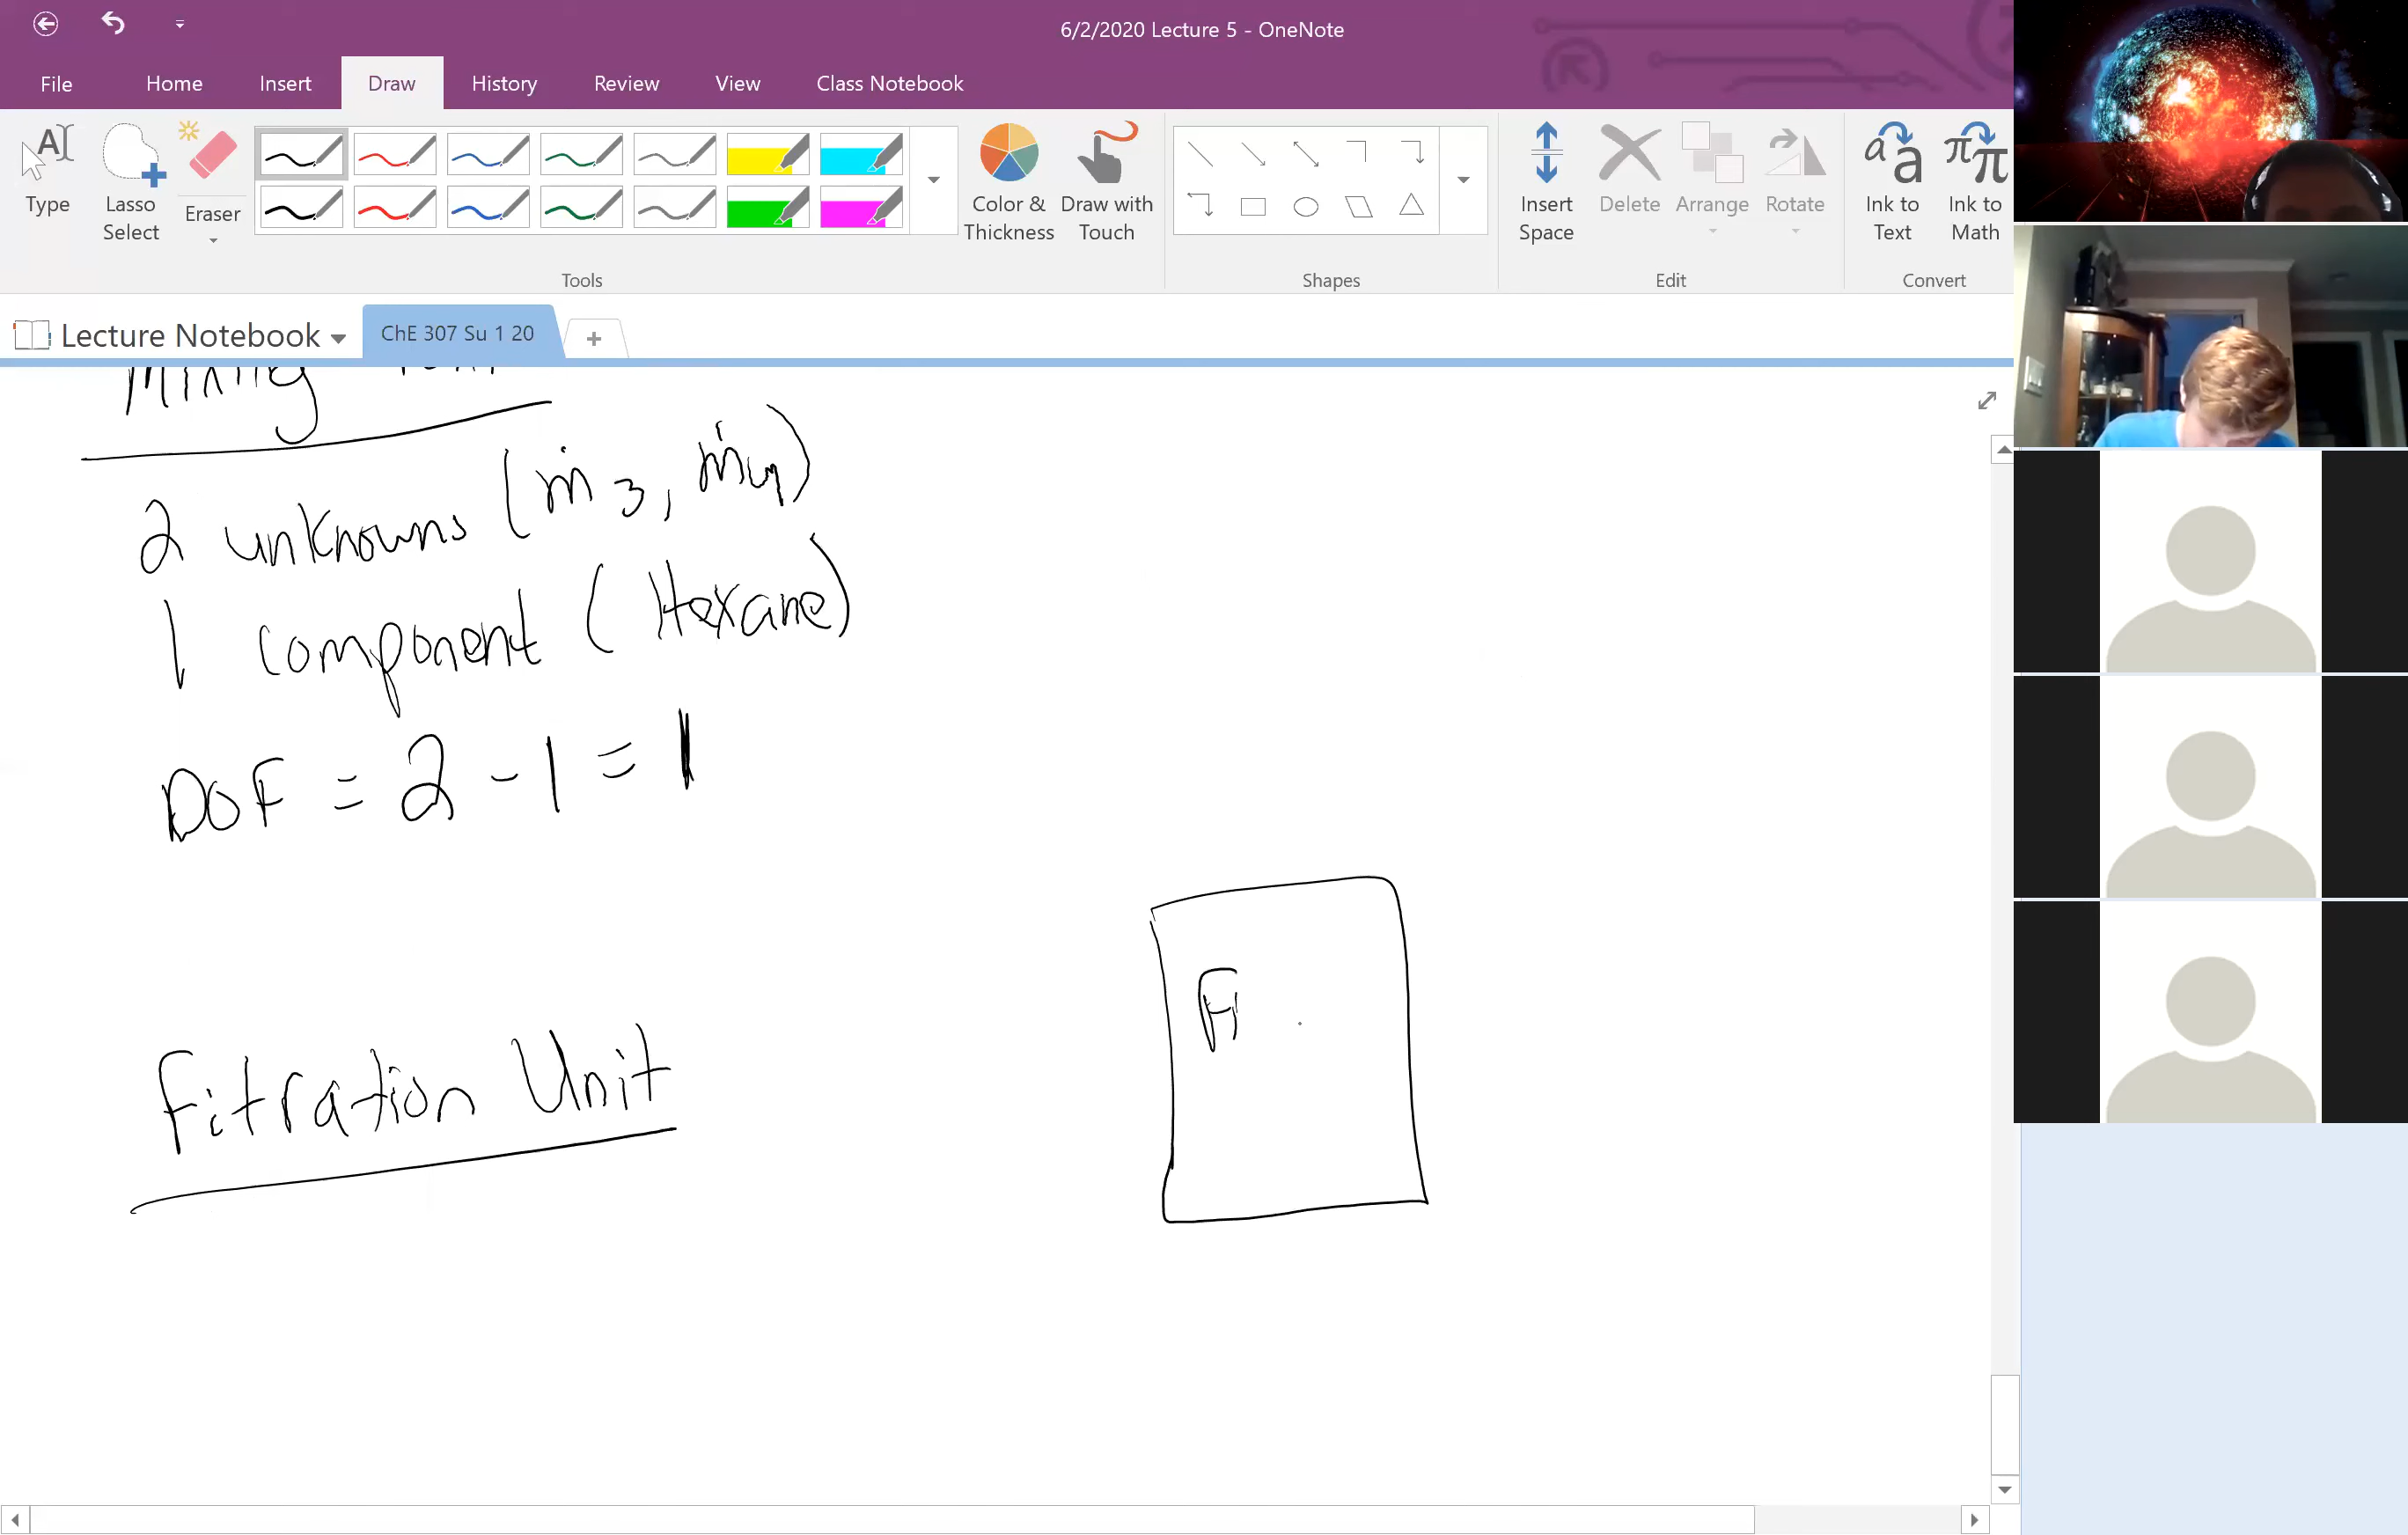 6/2/2020 Lecture 5 - OneNote
File Home Insert Draw History Review View Class Notebook
Type
Lasso Select
Eraser
Color & Thickness
Draw with Touch
Insert Space
Delete
Arrange
Rotate
Ink to Text
Ink to Math
Tools Shapes Edit Convert
Lecture Notebook ChE 307 Su 1 20 +
Mixing
2 unknowns (ṁ3, ṁ4)
1 component (Hexane)
DOF = 2 - 1 = 1
Fi
Fitration Unit